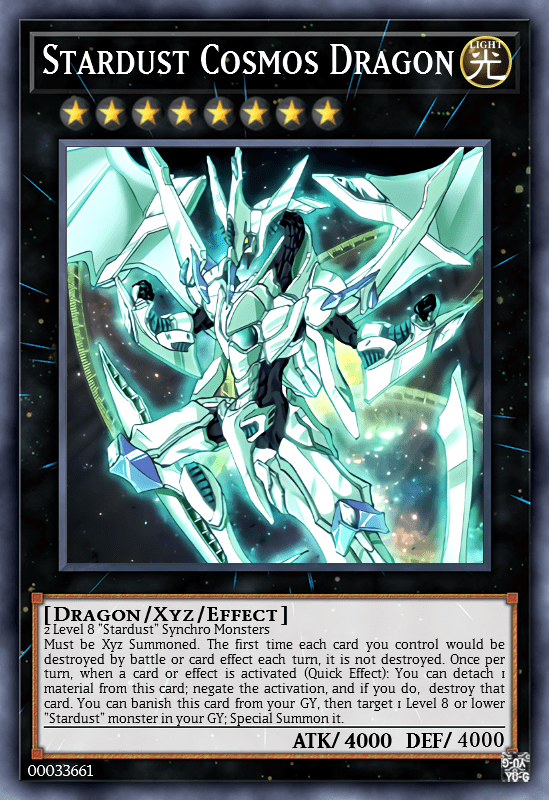 STARDUST COSMOS DRAGON
LIGHT
光
[DRAGON/XYZ/EFFECT]
2 Level 8 "Stardust" Synchro Monsters
Must be Xyz Summoned. The first time each card you control would be
destroyed by battle or card effect each turn, it is not destroyed. Once per
turn, when a card or effect is activated (Quick Effect): You can detach 1
material from this card; negate the activation, and if you do, destroy that
card. You can banish this card from your GY, then target 1 Level 8 or lower
"Stardust" monster in your GY; Special Summon it.
ATK/ 4000 DEF/ 4000
00033661